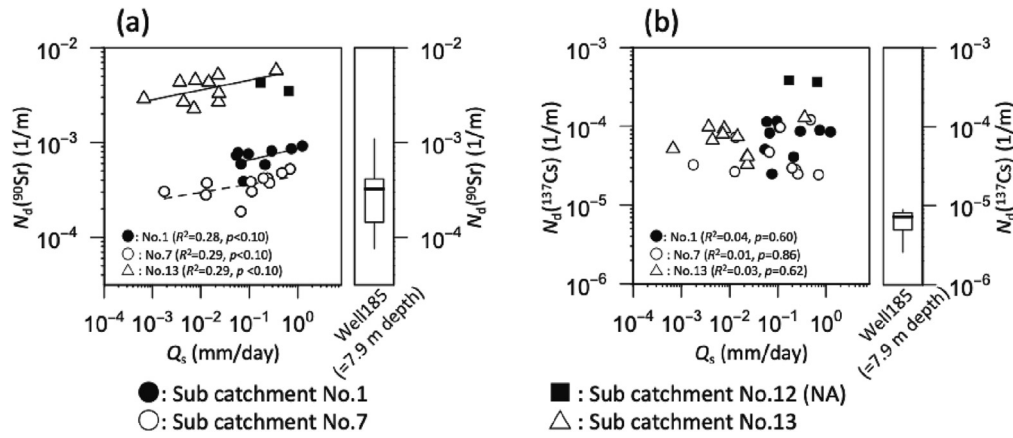 (a)
10⁻²
10⁻³
10⁻⁴
N_d(⁹⁰Sr) (1/m)
●: No.1 (R²=0.28, p<0.10)
○: No.7 (R²=0.29, p<0.10)
△: No.13 (R²=0.29, p <0.10)
10⁻⁴ 10⁻³ 10⁻² 10⁻¹ 10⁰
Q_s (mm/day)
10⁻²
10⁻³
10⁻⁴
N_d(⁹⁰Sr) (1/m)
Well185
(=7.9 m depth)
(b)
10⁻³
10⁻⁴
10⁻⁵
10⁻⁶
N_d(¹³⁷Cs) (1/m)
●: No.1 (R²=0.04, p=0.60)
○: No.7 (R²=0.01, p=0.86)
△: No.13 (R²=0.03, p=0.62)
10⁻⁴ 10⁻³ 10⁻² 10⁻¹ 10⁰
Q_s (mm/day)
10⁻³
10⁻⁴
10⁻⁵
10⁻⁶
N_d(¹³⁷Cs) (1/m)
Well185
(=7.9 m depth)
●: Sub catchment No.1
○: Sub catchment No.7
■: Sub catchment No.12 (NA)
△: Sub catchment No.13